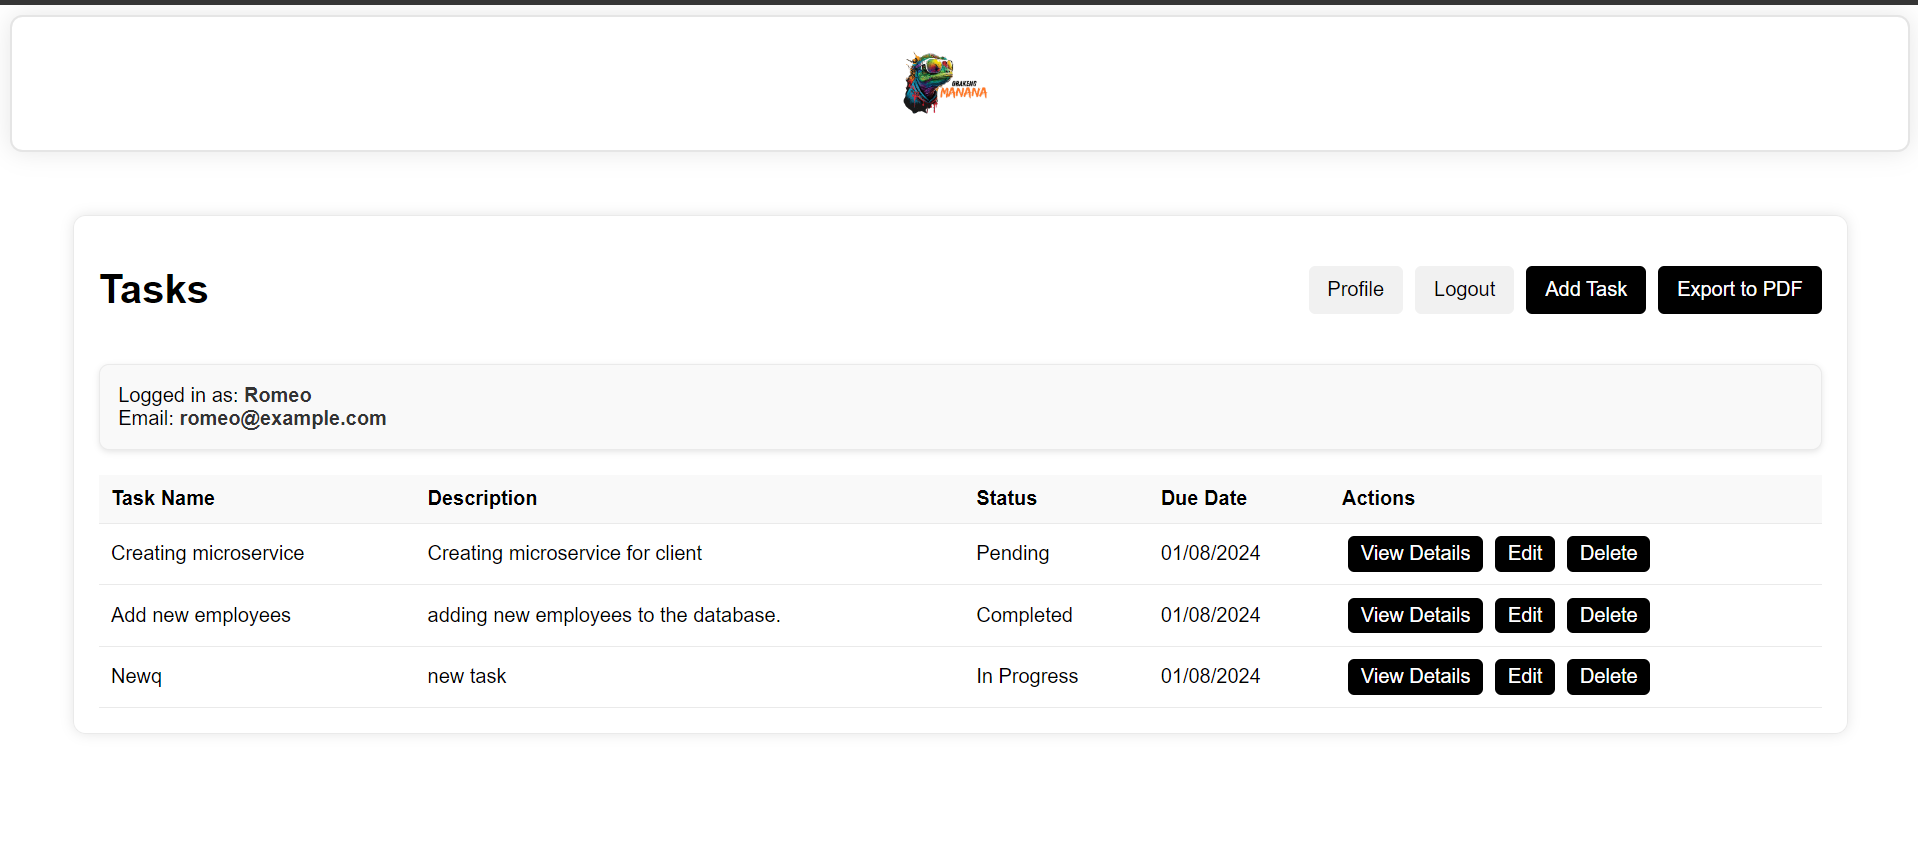 OBAKENG
MANANA
Tasks
Profile
Logout
Add Task
Export to PDF
Logged in as: Romeo
Email: romeo@example.com
Task Name Description Status Due Date Actions
Creating microservice Creating microservice for client Pending 01/08/2024 View Details Edit Delete
Add new employees adding new employees to the database. Completed 01/08/2024 View Details Edit Delete
Newq new task In Progress 01/08/2024 View Details Edit Delete